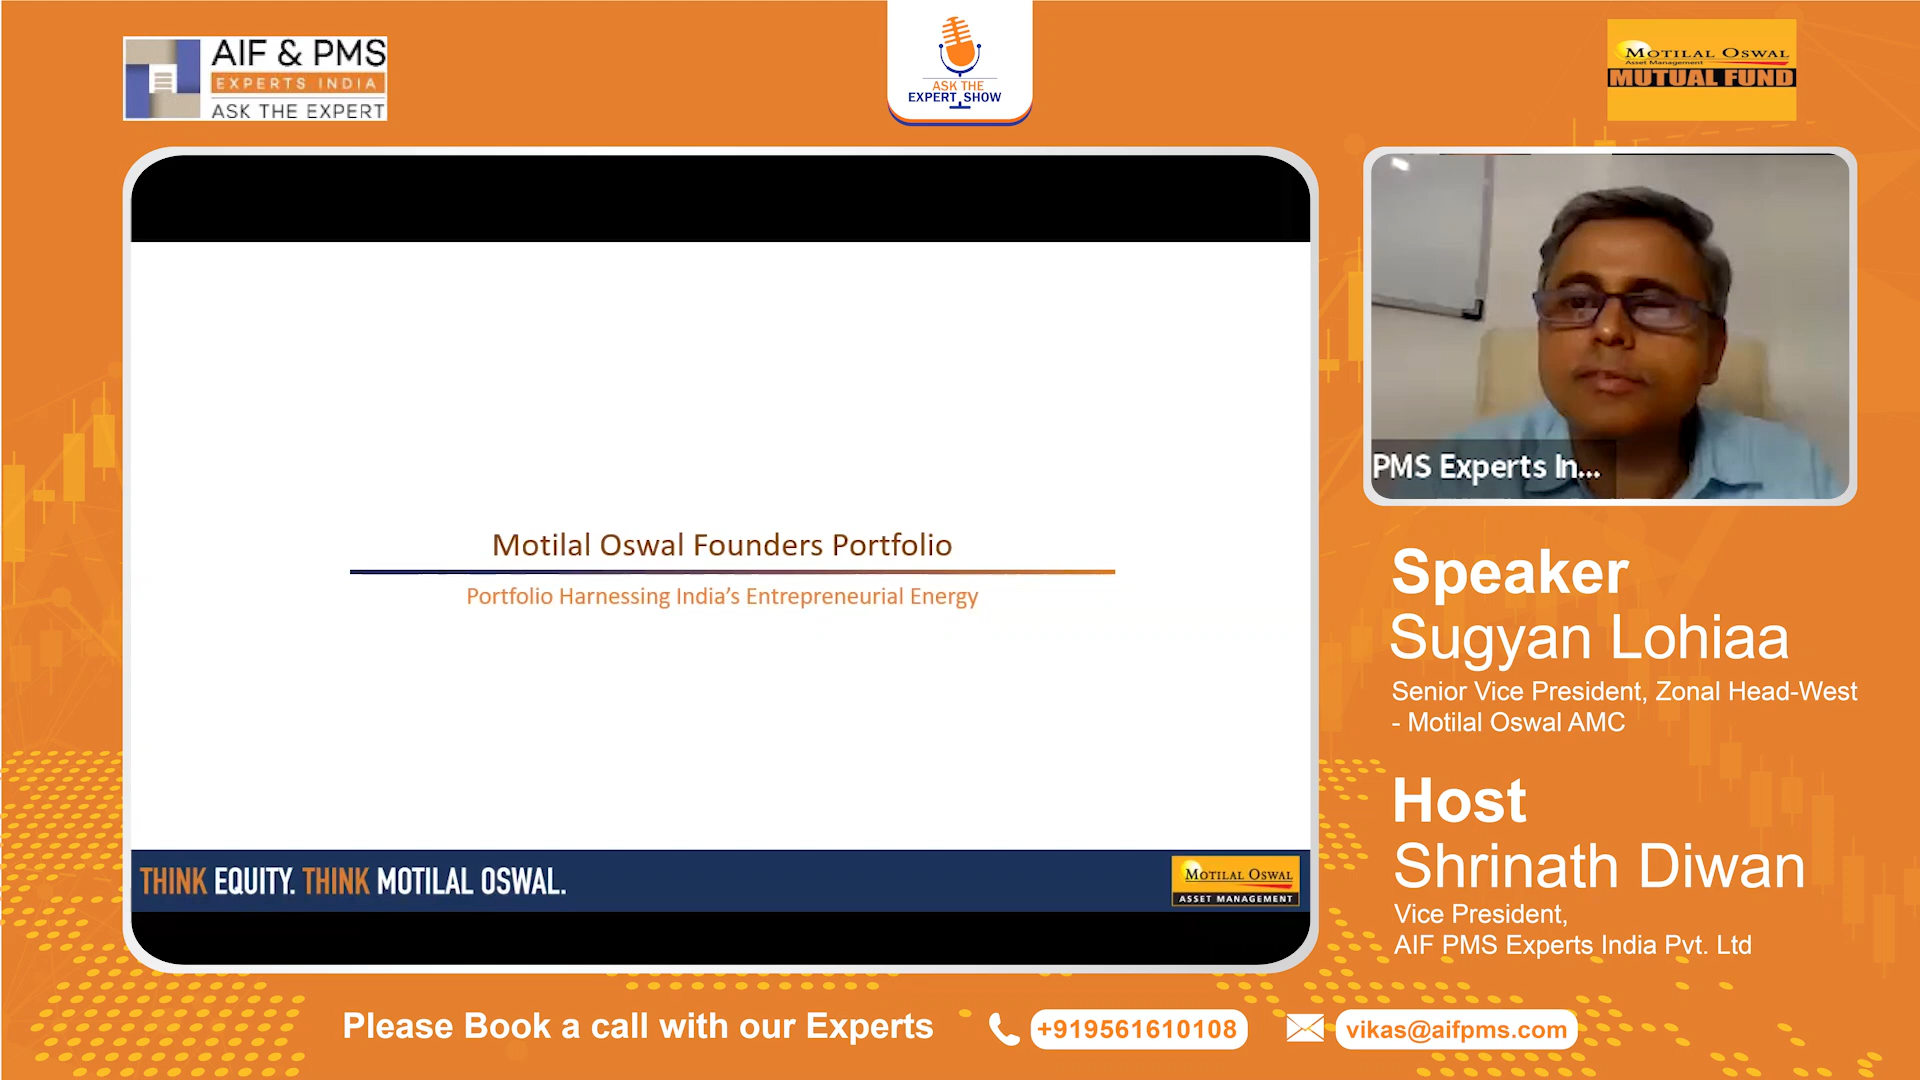 AIF & PMS
EXPERTS INDIA
ASK THE EXPERT
ASK THE
EXPERT SHOW
MOTILAL OSWAL
Asset Management
MUTUAL FUND
PMS Experts In...
Motilal Oswal Founders Portfolio
Portfolio Harnessing India’s Entrepreneurial Energy
THINK EQUITY. THINK MOTILAL OSWAL.
MOTILAL OSWAL
ASSET MANAGEMENT
Speaker
Sugyan Lohiaa
Senior Vice President, Zonal Head-West
- Motilal Oswal AMC
Host
Shrinath Diwan
Vice President,
AIF PMS Experts India Pvt. Ltd
Please Book a call with our Experts
+919561610108
vikas@aifpms.com